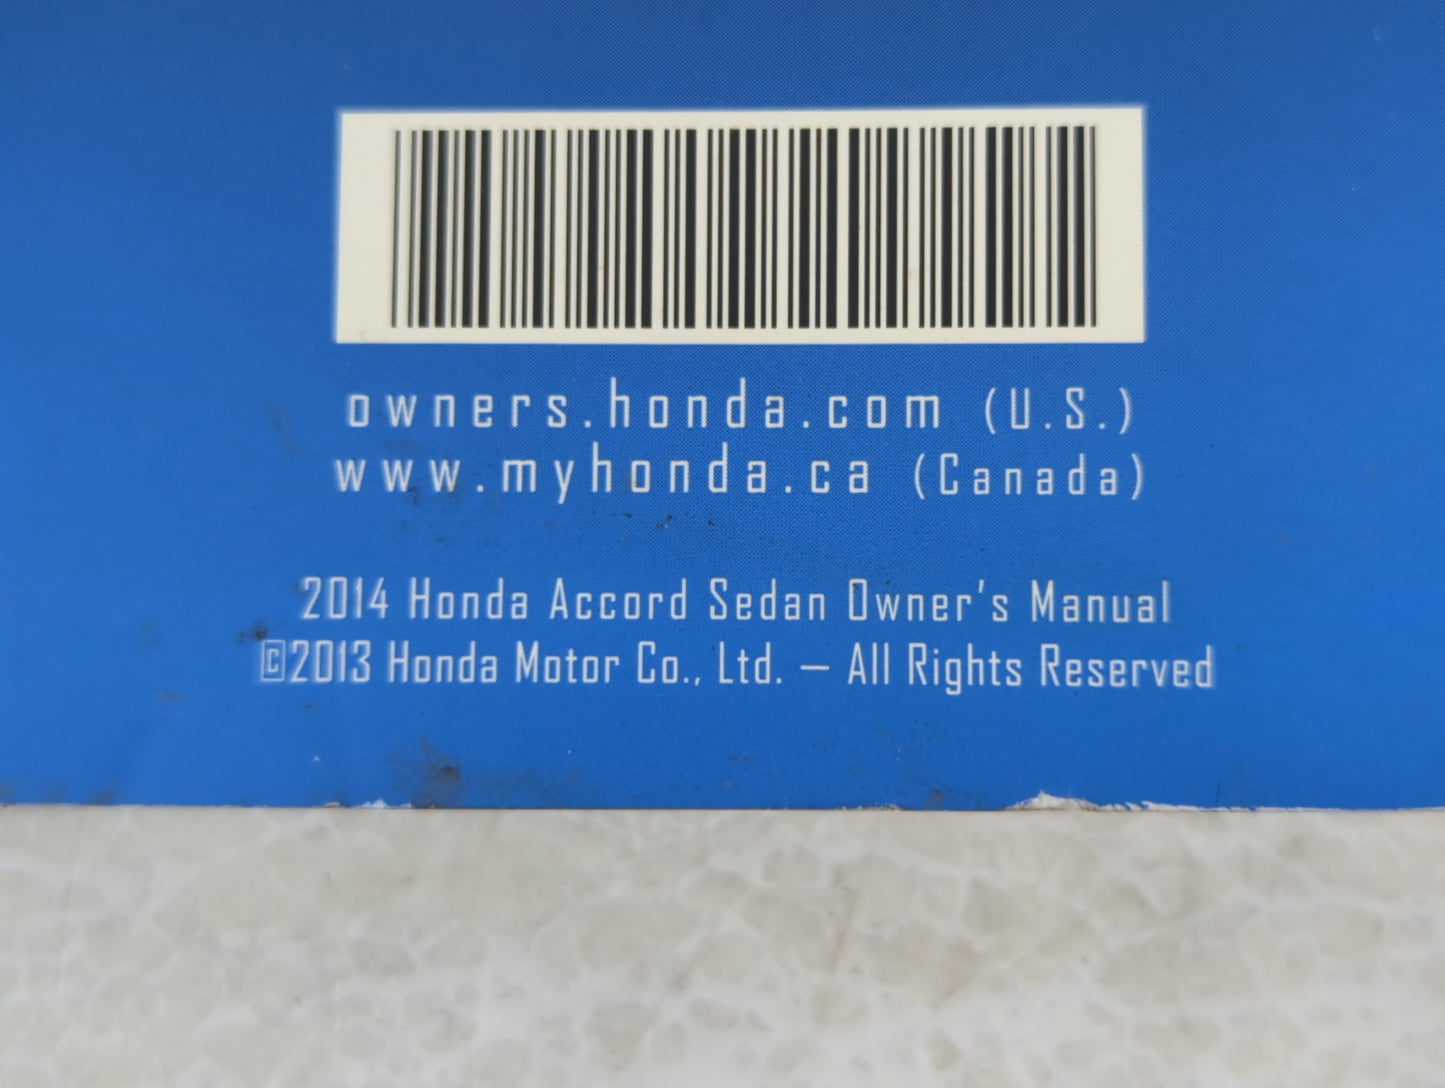 owners.honda.com (U.S.)
www.myhonda.ca (Canada)
2014 Honda Accord Sedan Owner's Manual
©2013 Honda Motor Co., Ltd. — All Rights Reserved